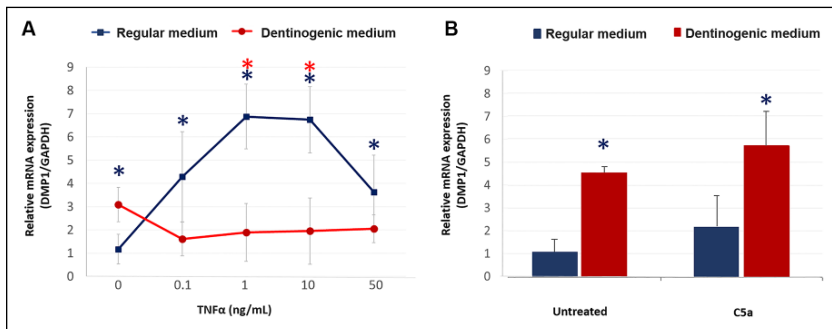 A
Regular medium
Dentinogenic medium
Relative mRNA expression
(DMP1/GAPDH)
9
8
7
6
5
4
3
2
1
0
*
*
*
*
*
*
*
0
0.1
1
10
50
TNFα (ng/mL)
B
Regular medium
Dentinogenic medium
Relative mRNA expression
(DMP1/GAPDH)
9
8
7
6
5
4
3
2
1
0
*
*
Untreated
C5a